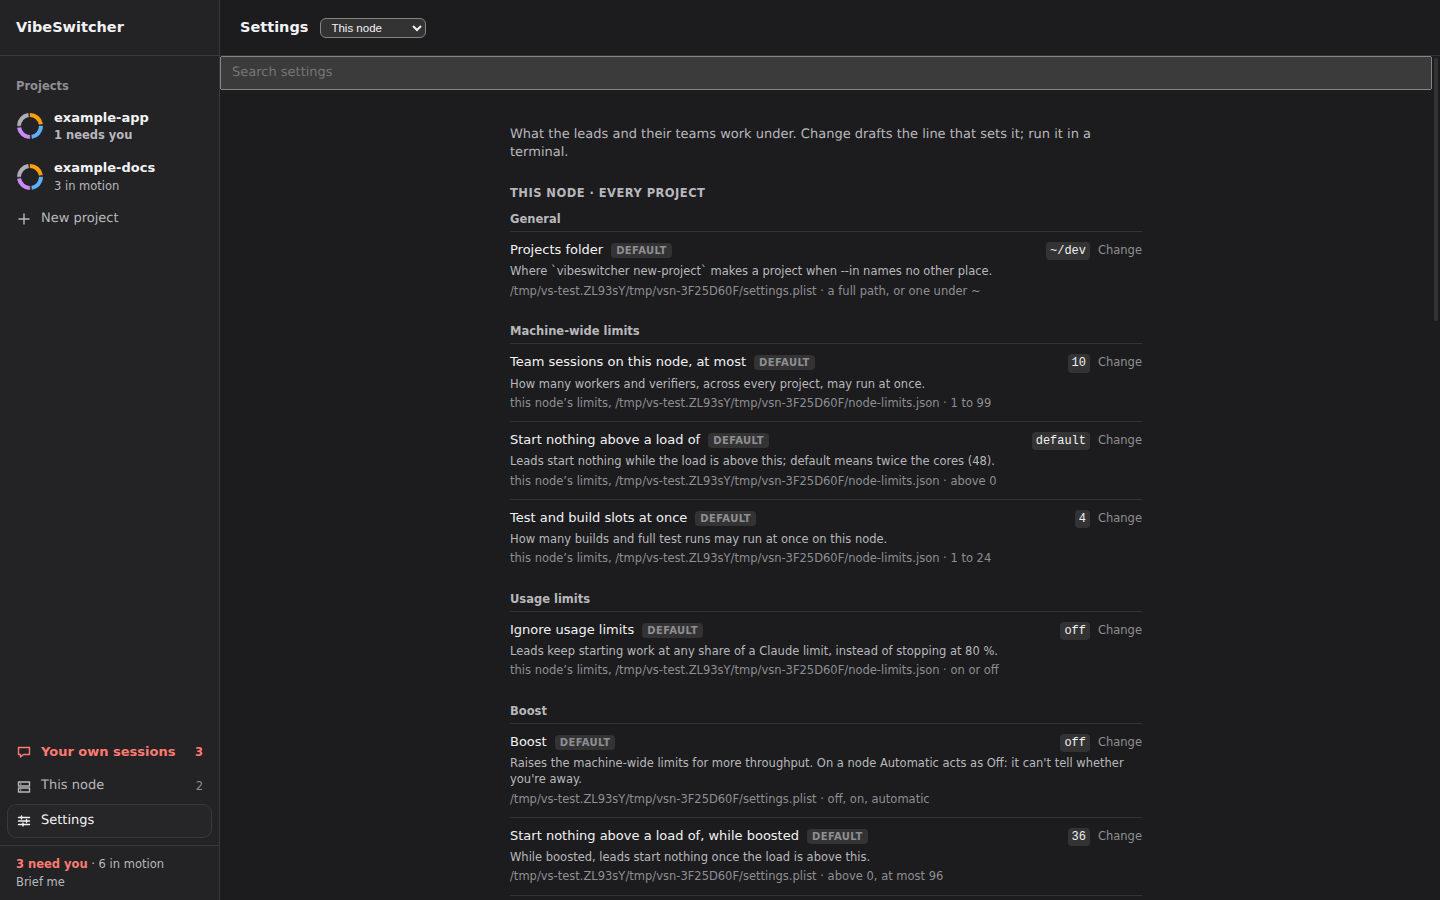 VibeSwitcher
Settings
This node
Search settings
Projects
example-app
1 needs you
example-docs
3 in motion
New project
What the leads and their teams work under. Change drafts the line that sets it; run it in a
terminal.
THIS NODE · EVERY PROJECT
General
Projects folder DEFAULT ~/dev Change
Where `vibeswitcher new-project` makes a project when --in names no other place.
/tmp/vs-test.ZL93sY/tmp/vsn-3F25D60F/settings.plist · a full path, or one under ~
Machine-wide limits
Team sessions on this node, at most DEFAULT 10 Change
How many workers and verifiers, across every project, may run at once.
this node’s limits, /tmp/vs-test.ZL93sY/tmp/vsn-3F25D60F/node-limits.json · 1 to 99
Start nothing above a load of DEFAULT default Change
Leads start nothing while the load is above this; default means twice the cores (48).
this node’s limits, /tmp/vs-test.ZL93sY/tmp/vsn-3F25D60F/node-limits.json · above 0
Test and build slots at once DEFAULT 4 Change
How many builds and full test runs may run at once on this node.
this node’s limits, /tmp/vs-test.ZL93sY/tmp/vsn-3F25D60F/node-limits.json · 1 to 24
Usage limits
Ignore usage limits DEFAULT off Change
Leads keep starting work at any share of a Claude limit, instead of stopping at 80 %.
this node’s limits, /tmp/vs-test.ZL93sY/tmp/vsn-3F25D60F/node-limits.json · on or off
Boost
Boost DEFAULT off Change
Raises the machine-wide limits for more throughput. On a node Automatic acts as Off: it can't tell whether
you're away.
/tmp/vs-test.ZL93sY/tmp/vsn-3F25D60F/settings.plist · off, on, automatic
Start nothing above a load of, while boosted DEFAULT 36 Change
While boosted, leads start nothing once the load is above this.
/tmp/vs-test.ZL93sY/tmp/vsn-3F25D60F/settings.plist · above 0, at most 96
Your own sessions 3
This node 2
Settings
3 need you · 6 in motion
Brief me